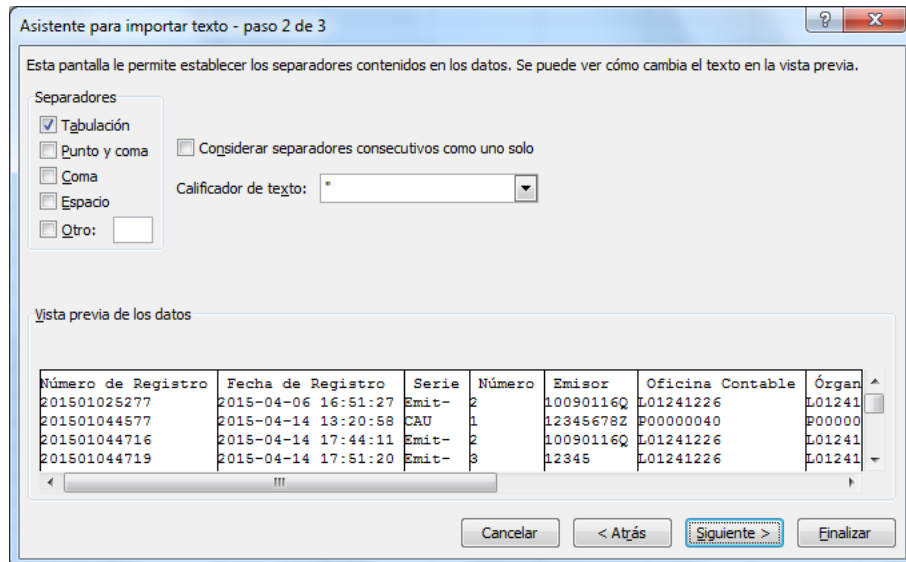 Asistente para importar texto - paso 2 de 3
Esta pantalla le permite establecer los separadores contenidos en los datos. Se puede ver cómo cambia el texto en la vista previa.
Separadores
Tabulación
Punto y coma
Coma
Espacio
Otro:
Considerar separadores consecutivos como uno solo
Calificador de texto: "
Vista previa de los datos
Número de Registro Fecha de Registro Serie Número Emisor Oficina Contable Órgan
201501025277 2015-04-06 16:51:27 Emit- 2 10090116Q L01241226 L01241
201501044577 2015-04-14 13:20:58 CAU 1 12345678Z P00000040 P00000
201501044716 2015-04-14 17:44:11 Emit- 2 10090116Q L01241226 L01241
201501044719 2015-04-14 17:51:20 Emit- 3 12345 L01241226 L01241
Cancelar < Atrás Siguiente > Finalizar